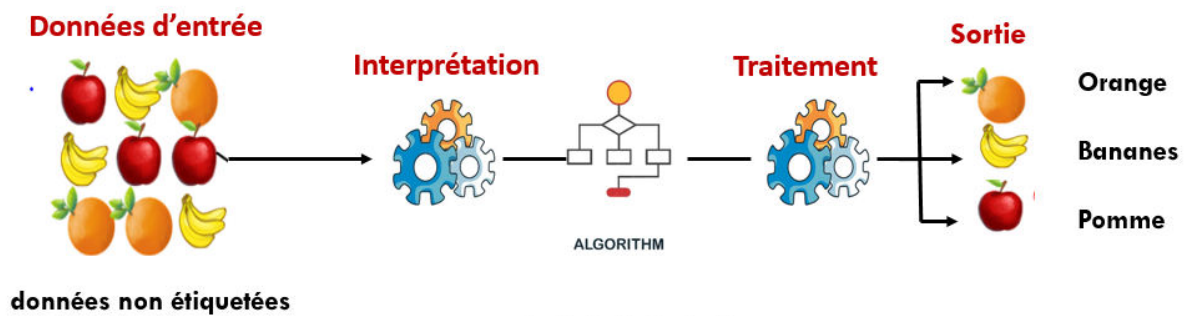 Données d'entrée
Interprétation
Traitement
Sortie
Orange
Bananes
Pomme
ALGORITHM
données non étiquetées